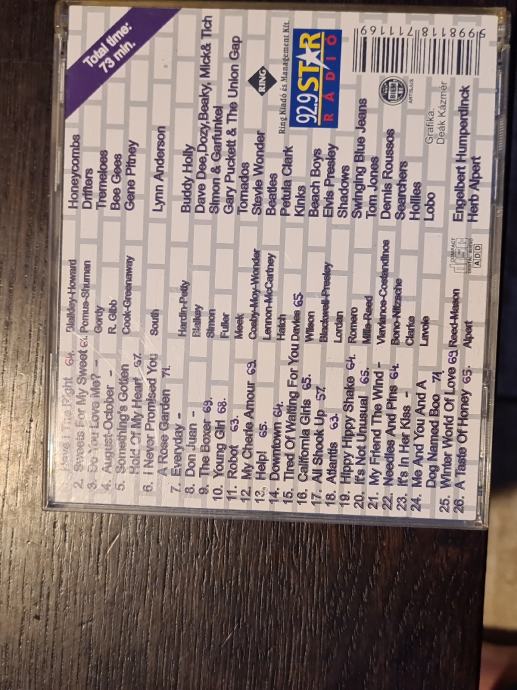 Total time:
73 min.
Have I The Right 64. Blaikley-Howard Honeycombs
2. Sweets For My Sweet Pomus-Shuman Drifters
3. Do You Love Me? - Gordy Tremeloes
4. August-October - R. Gibb Bee Gees
5. Something's Gotten
Hold Of My Heart 67. Cook-Greenaway Gene Pitney
6. I Never Promised You
A Rose Garden 71. South Lynn Anderson
7. Everyday - Hardin-Petty Buddy Holly
8. Don Juan - Blaikley Dave Dee,Dozy,Beaky, Mick& Tich
9. The Boxer 69. Simon Simon & Garfunkel
10. Young Girl 68. Fuller Gary Puckett & The Union Gap
11. Robot 63. Meek Tornados
12. My Cherie Amour 69. Cosby-Moy-Wonder Stevie Wonder
13. Help! 65. Lennon-McCartney Beatles
14. Downtown 64. Hatch Petula Clark
15. Tired Of Waiting For You Davies 65. Kinks
16. California Girls 65. Wilson Beach Boys
17. All Shook Up - 57. Blackwell-Presley Elvis Presley
18. Atlantis 63. Lordan Shadows
19. Hippy Hippy Shake 64. Romero Swinging Blue Jeans
20. It's Not Unusual 65. Mills-Reed Tom Jones
21. My Friend The Wind - Vlavianos-Costandinos Demis Roussos
22. Needles And Pins 64. Bono-Nitzsche Searchers
23. It's In Her Kiss - Clarke Hollies
24. Me And You And A
Dog Named Boo 71 Lavoie Lobo
25. Winter World Of Love 69 Reed-Mason Engelbert Humperdinck
26. A Taste Of Honey 65. Alpert Herb Alpert
RING
Ring Kiadó és Management Kft.
92.9 STAR
RÁDIÓ
ARTISJUS
Grafika:
Deák Kázmér
COMPACT
disc
DIGITAL AUDIO
ADD
5 998118 711169